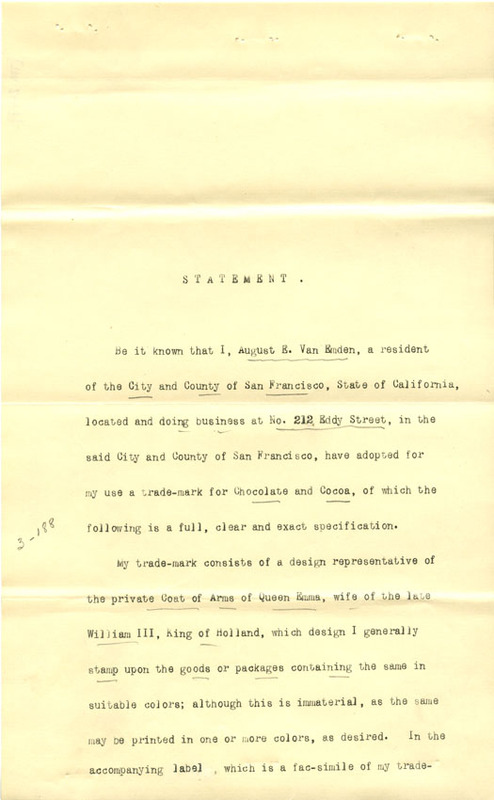 STATEMENT.
Be it known that I, August E. Van Emden, a resident
of the City and County of San Francisco, State of California,
located and doing business at No. 212 Eddy Street, in the
said City and County of San Francisco, have adopted for
my use a trade-mark for Chocolate and Cocoa, of which the
following is a full, clear and exact specification.
3-188
My trade-mark consists of a design representative of
the private Coat of Arms of Queen Emma, wife of the late
William III, King of Holland, which design I generally
stamp upon the goods or packages containing the same in
suitable colors; although this is immaterial, as the same
may be printed in one or more colors, as desired. In the
accompanying label , which is a fac-simile of my trade-